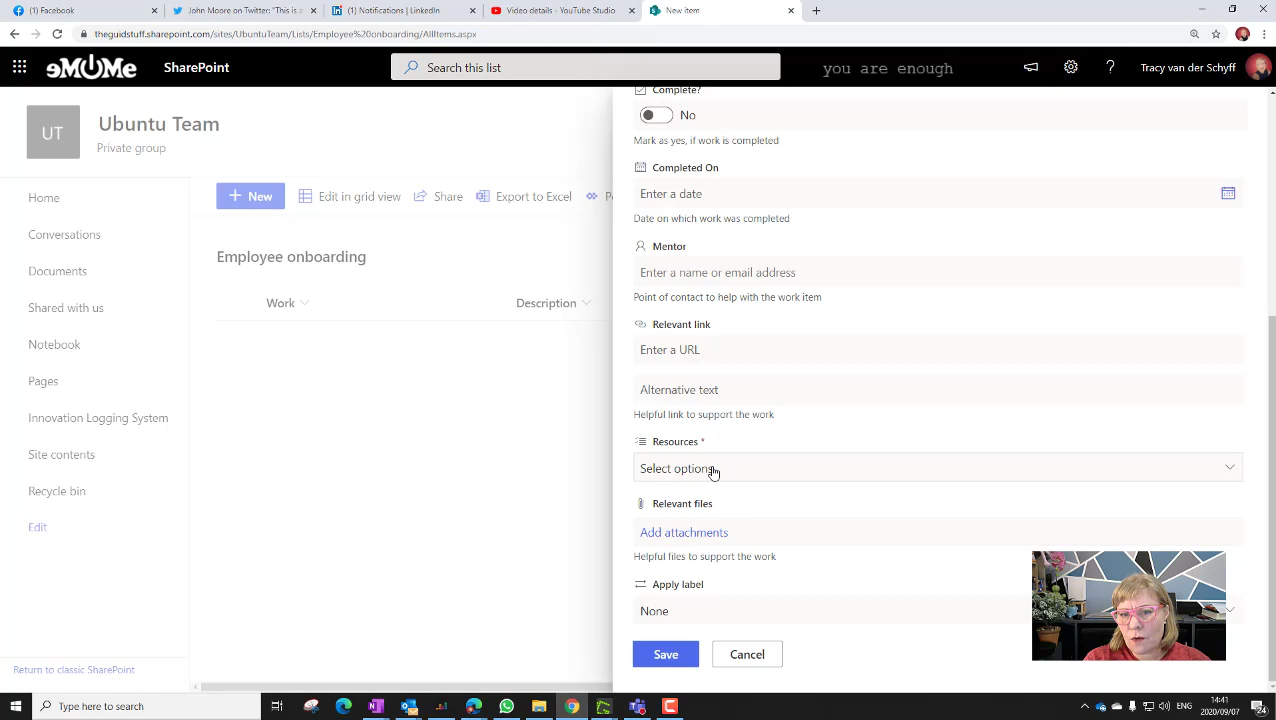 (1) Facebook
John Moore on Twitter: "This is
(1) Notifications | LinkedIn
Video details - YouTube Studio
New item
theguidstuff.sharepoint.com/sites/UbuntuTeam/Lists/Employee%20onboarding/AllItems.aspx
eMeMe
SharePoint
Search this list
you are enough
Tracy van der Schyff
UT
Ubuntu Team
Private group
Home
Conversations
Documents
Shared with us
Notebook
Pages
Innovation Logging System
Site contents
Recycle bin
Edit
Return to classic SharePoint
New
Edit in grid view
Share
Export to Excel
Employee onboarding
Work
Description
Complete?
No
Mark as yes, if work is completed
Completed On
Enter a date
Date on which work was completed
Mentor
Enter a name or email address
Point of contact to help with the work item
Relevant link
Enter a URL
Alternative text
Helpful link to support the work
Resources *
Select options
Relevant files
Add attachments
Helpful files to support the work
Apply label
None
Save
Cancel
Type here to search
ENG
14:41
2020/09/07